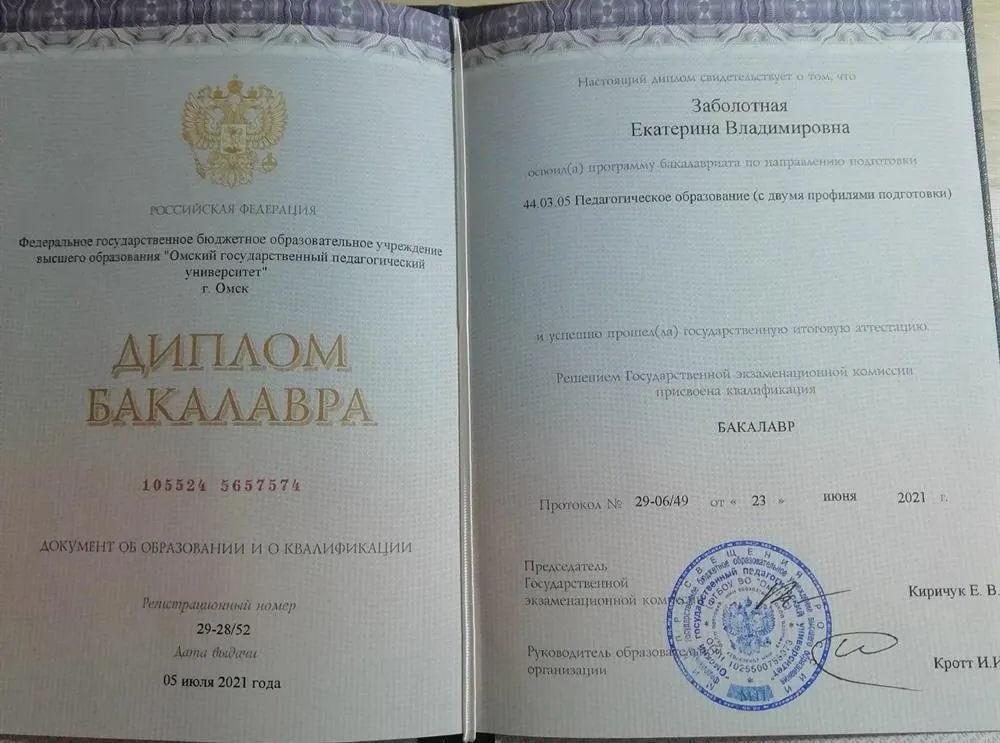 РОССИЙСКАЯ ФЕДЕРАЦИЯ
Федеральное государственное бюджетное образовательное учреждение
высшего образования "Омский государственный педагогический
университет"
г. Омск
ДИПЛОМ
БАКАЛАВРА
105524 5657574
ДОКУМЕНТ ОБ ОБРАЗОВАНИИ И О КВАЛИФИКАЦИИ
Регистрационный номер
29-28/52
Дата выдачи
05 июля 2021 года
Настоящий диплом свидетельствует о том, что
Заболотная
Екатерина Владимировна
освоил(а) программу бакалавриата по направлению подготовки
44.03.05 Педагогическое образование (с двумя профилями подготовки)
и успешно прошел(ла) государственную итоговую аттестацию.
Решением Государственной экзаменационной комиссии
присвоена квалификация
БАКАЛАВР
Протокол № 29-06/49 от « 23 » июня 2021 г.
Председатель
Государственной
экзаменационной
Киричук Е. В.
Руководитель
организации
Кротт И.И
М.П.